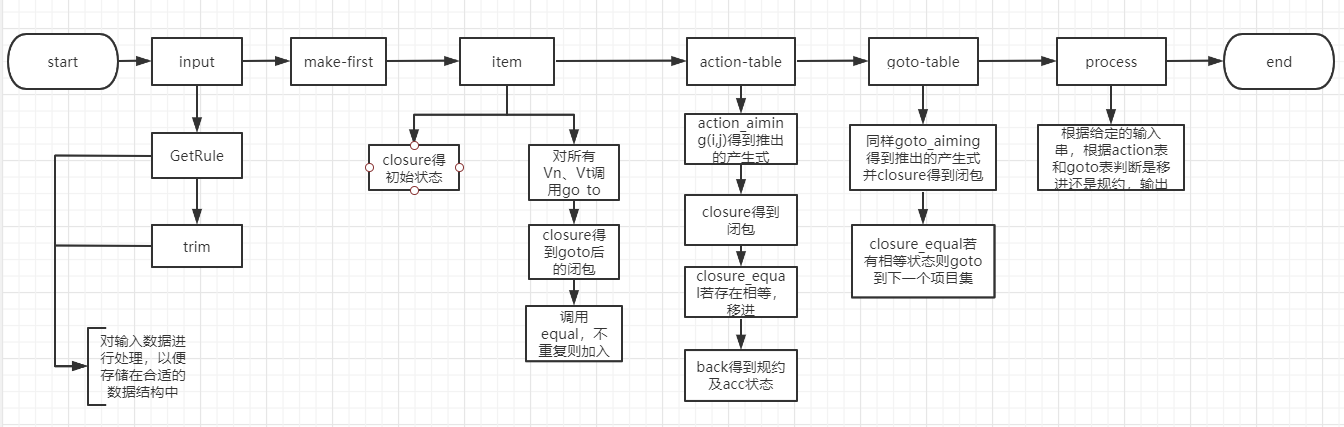 start
input
make-first
item
action-table
goto-table
process
end
GetRule
trim
对输入数据进
行处理，以便
存储在合适的
数据结构中
closure得
初始状态
对所有
Vn、Vt调
用go_to
closure得
到goto后
的闭包
调用
equal，不
重复则加入
action_aimin
g(i,j)得到推出
的产生式
closure得到
闭包
closure_equa
l若存在相等，
移进
back得到规约
及acc状态
同样goto_aiming
得到推出的产生式
并closure得到闭包
closure_equal若
有相等状态则goto
到下一个项目集
根据给定的输入
串，根据action表
和goto表判断是移
进还是规约，输出